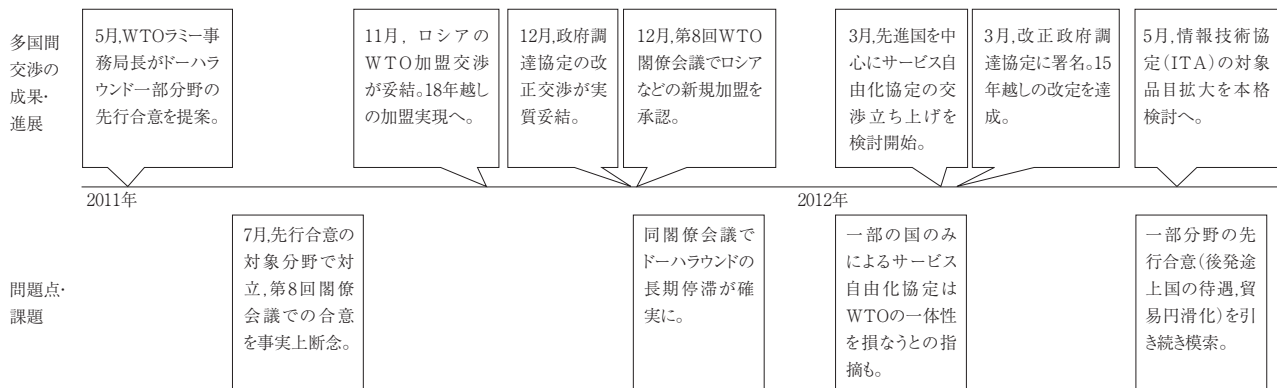 多国間
交渉の
成果・
進展
5月,WTOラミー事
務局長がドーハラ
ウンド一部分野の
先行合意を提案。
11月，ロシアの
WTO加盟交渉
が妥結。18年越し
の加盟実現へ。
12月,政府調
達協定の改
正交渉が実
質妥結。
12月,第8回WTO
閣僚会議でロシア
などの新規加盟を
承認。
3月,先進国を中
心にサービス自
由化協定の交
渉立ち上げを
検討開始。
3月,改正政府調
達協定に署名。15
年越しの改定を達
成。
5月,情報技術協
定(ITA)の対象
品目拡大を本格
検討へ。
2011年
2012年
問題点・
課題
7月,先行合意の
対象分野で対
立,第8回閣僚
会議での合意
を事実上断念。
同閣僚会議で
ドーハラウンドの
長期停滞が確
実に。
一部の国のみ
によるサービス
自由化協定は
WTOの一体性
を損なうとの指
摘も。
一部分野の先
行合意(後発途
上国の待遇,貿
易円滑化)を引
き続き模索。